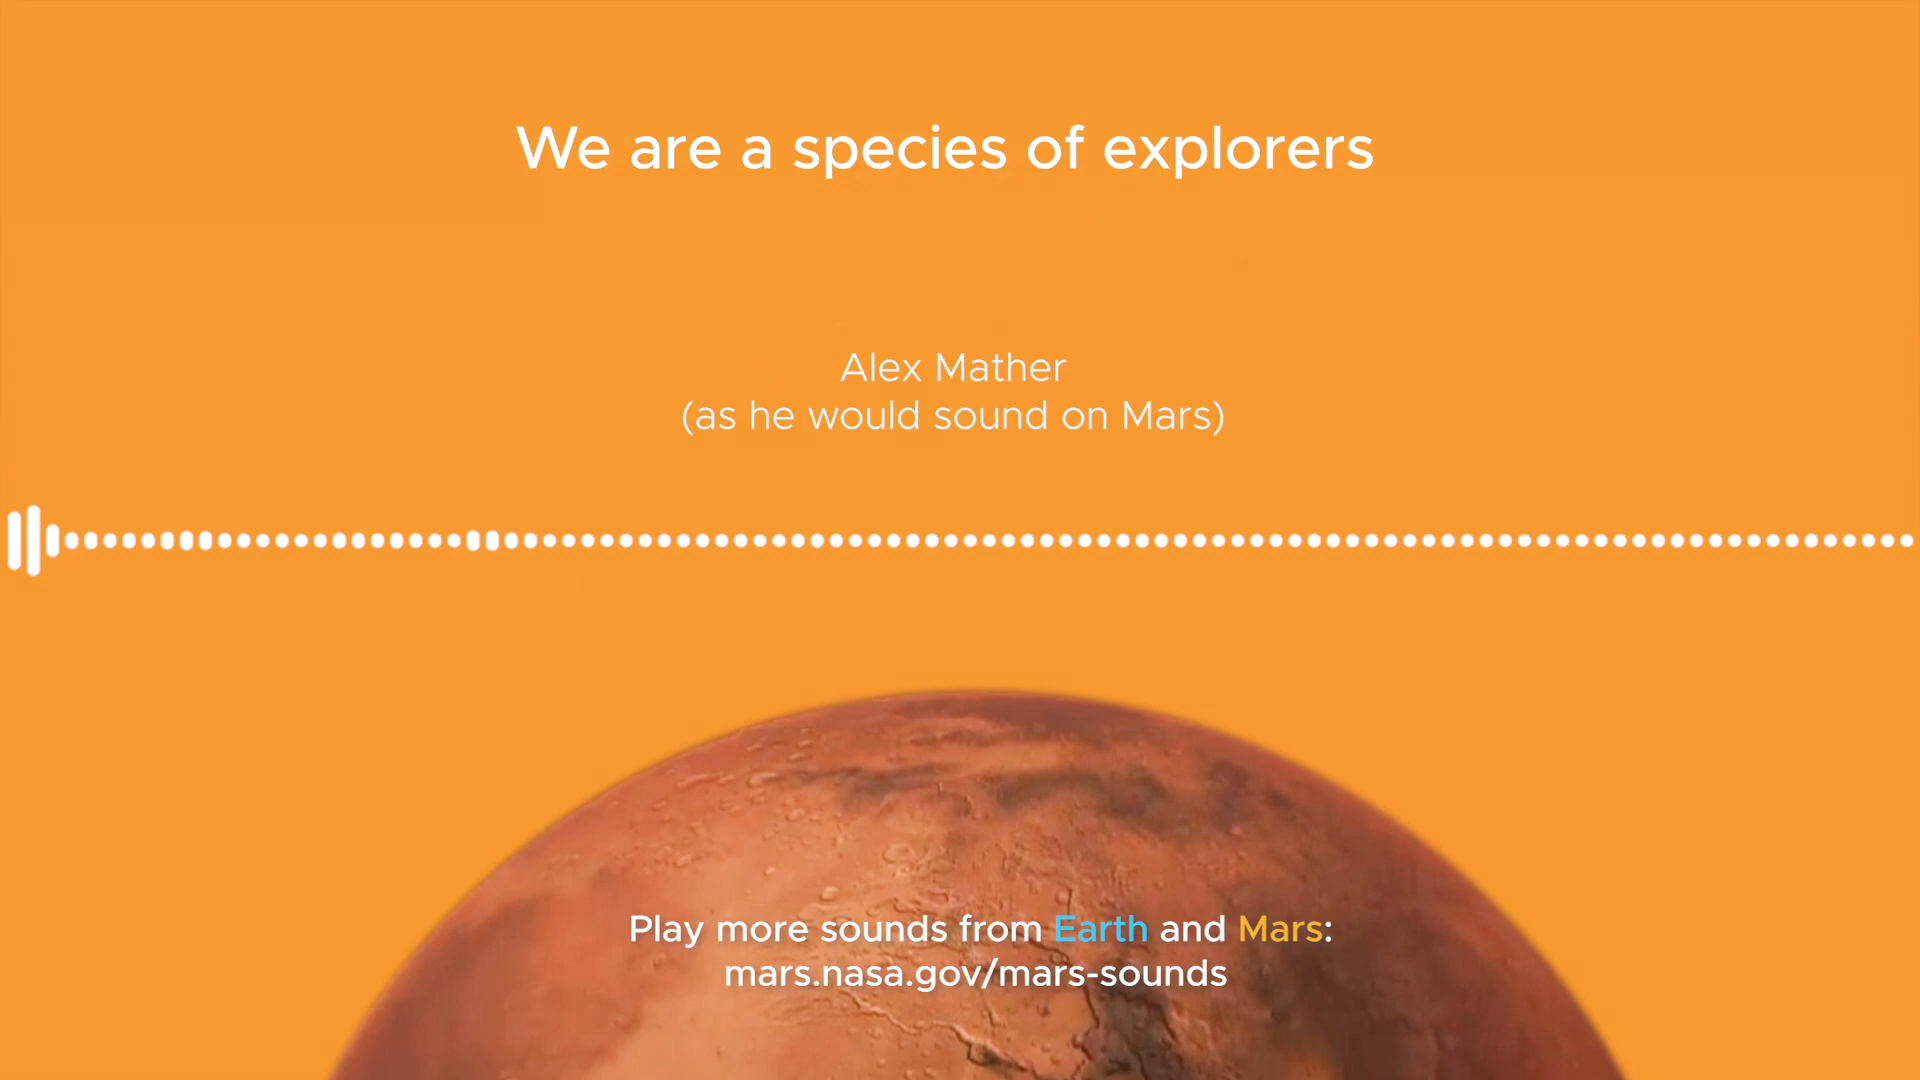 We are a species of explorers
Alex Mather
(as he would sound on Mars)
Play more sounds from Earth and Mars:
mars.nasa.gov/mars-sounds